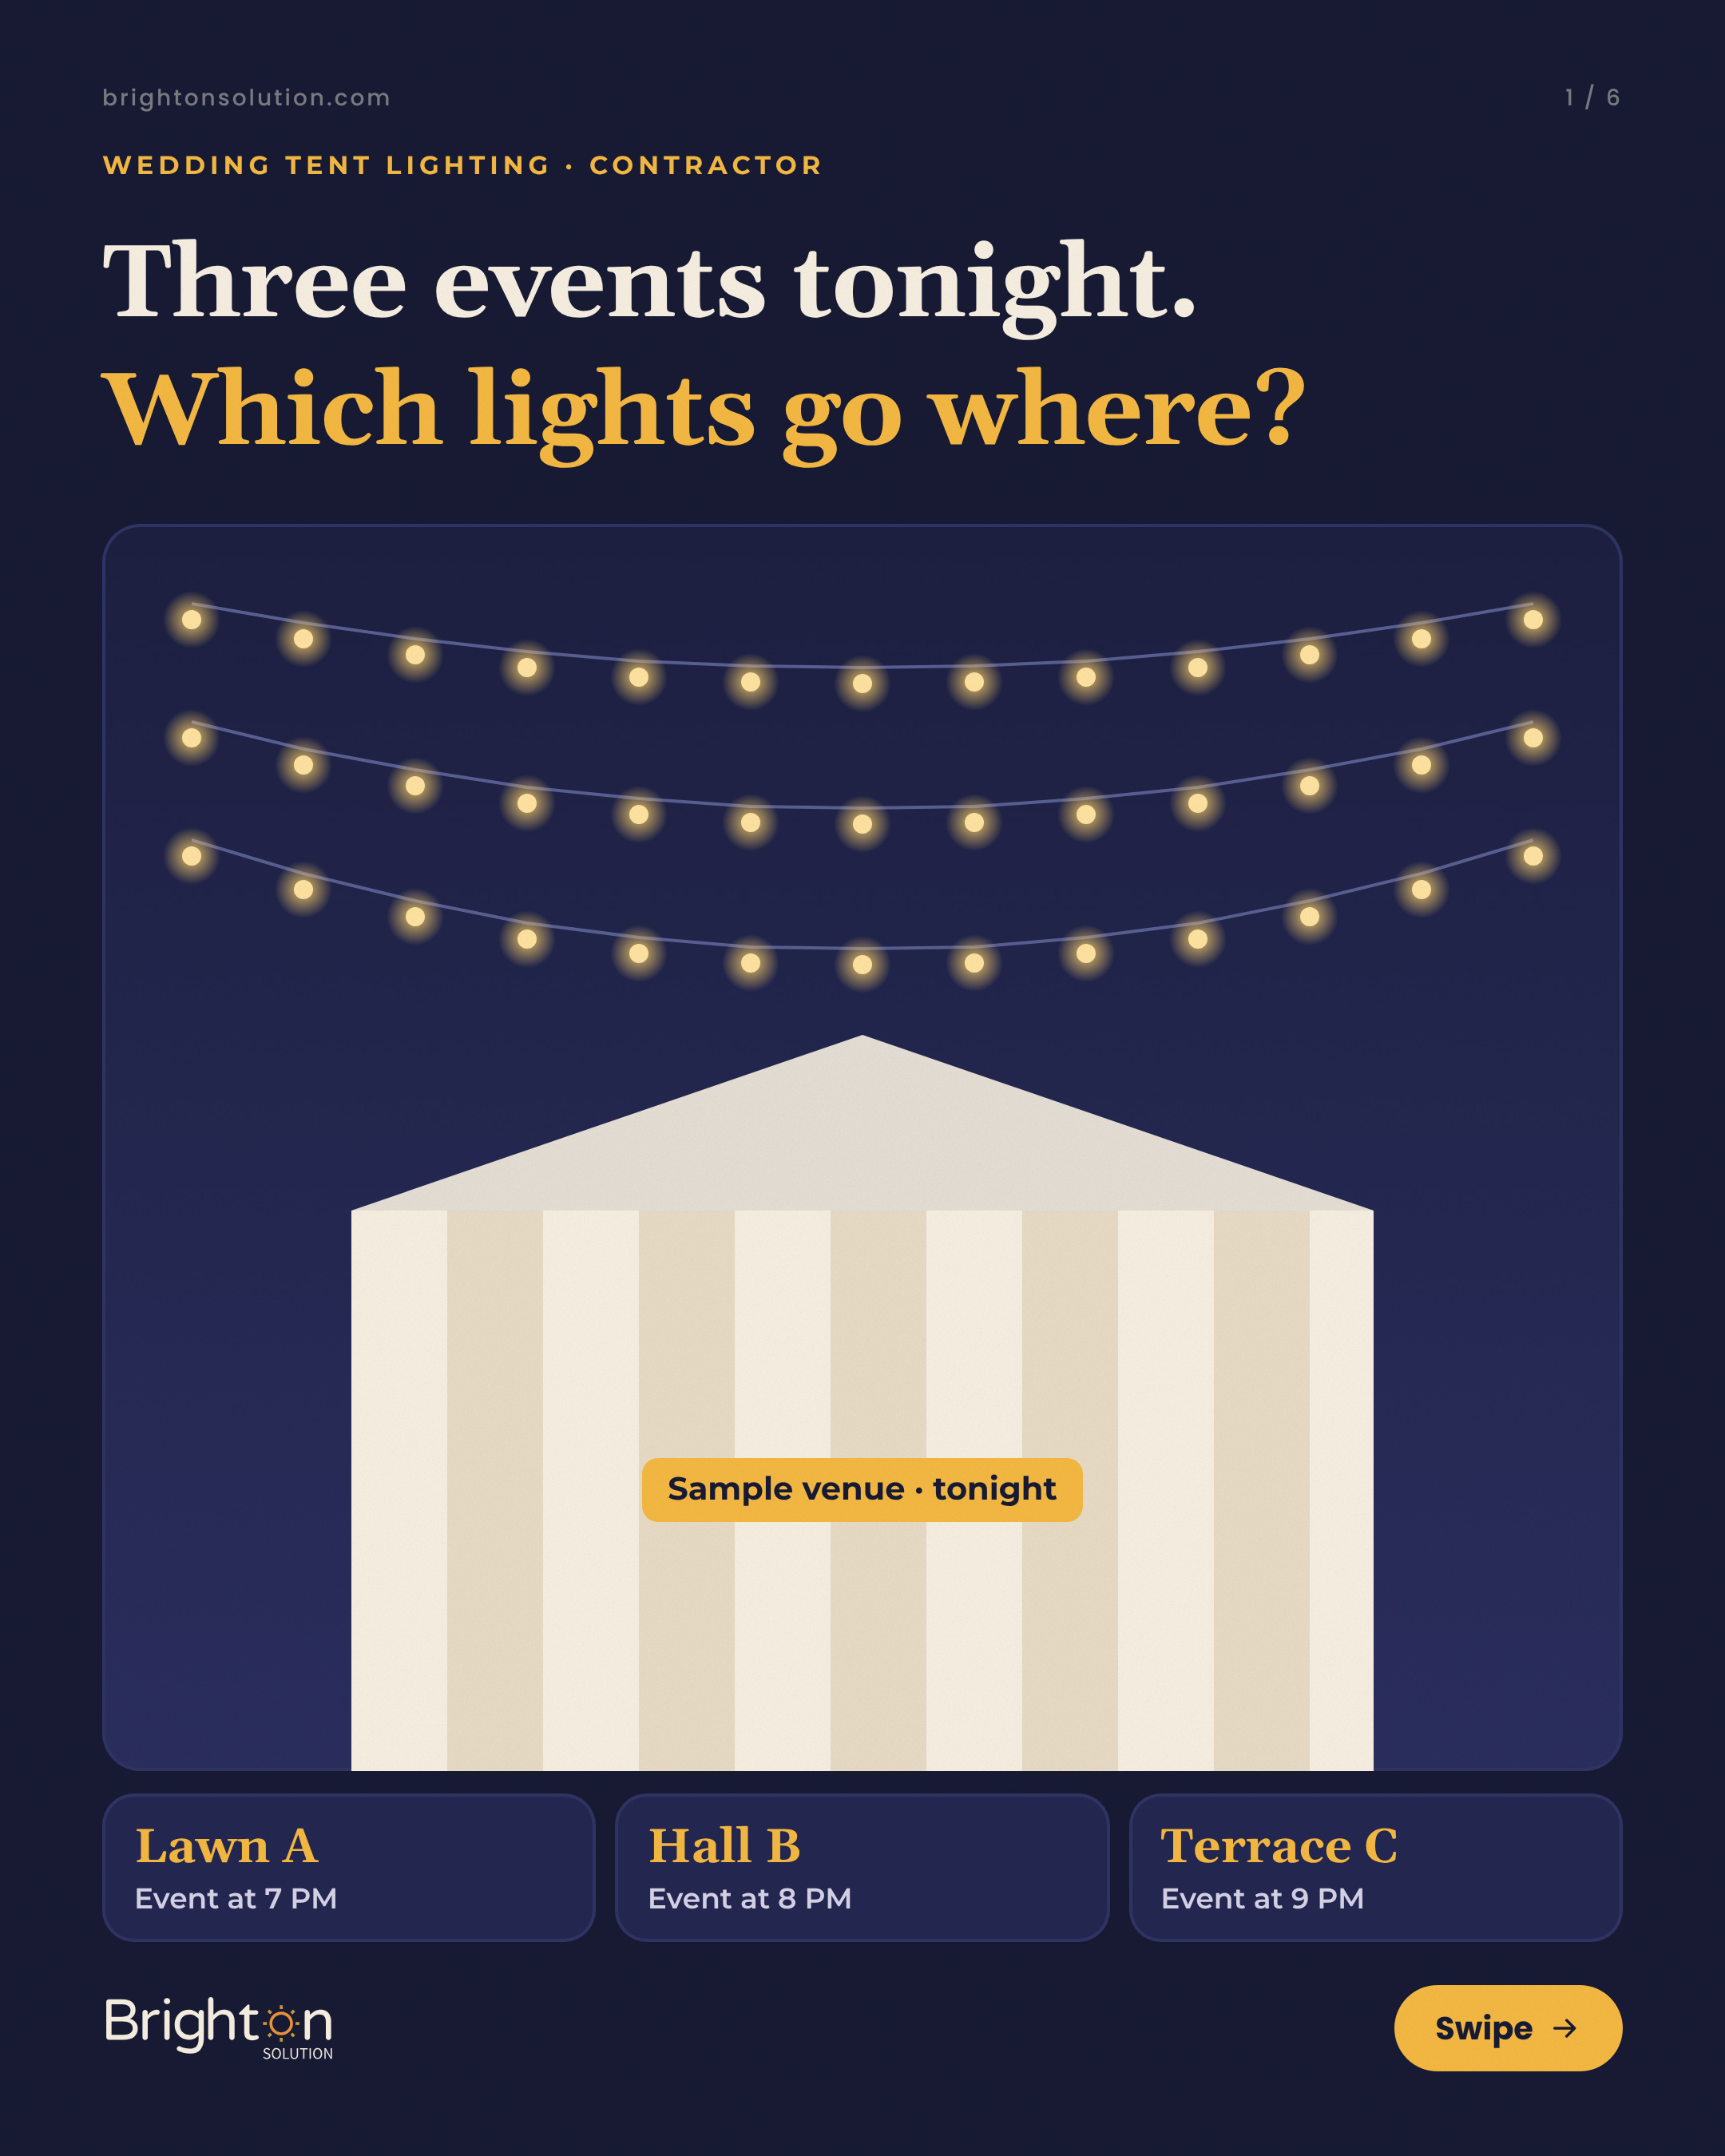 brightonsolution.com 1 / 6
WEDDING TENT LIGHTING · CONTRACTOR
Three events tonight.
Which lights go where?
Sample venue · tonight
Lawn A
Event at 7 PM
Hall B
Event at 8 PM
Terrace C
Event at 9 PM
Brighton
SOLUTION
Swipe →